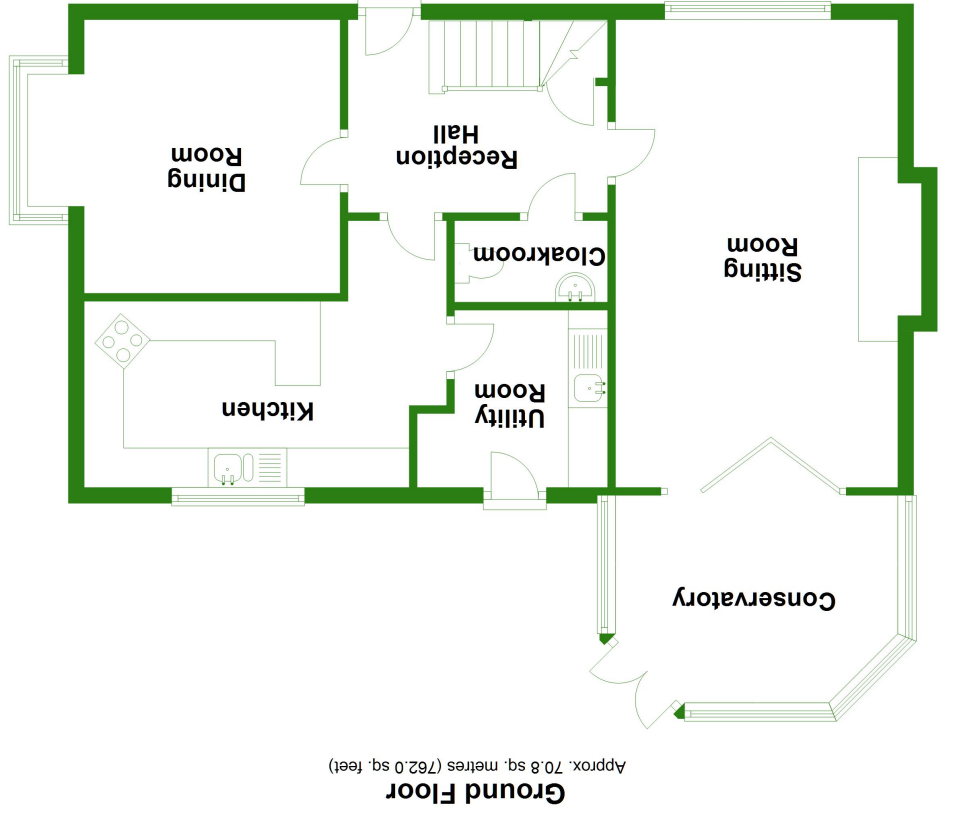 Ground Floor
Approx. 70.8 sq. metres (762.0 sq. feet)
Conservatory
Kitchen
Utility
Room
Sitting
Room
Cloakroom
Dining
Room
Reception
Hall